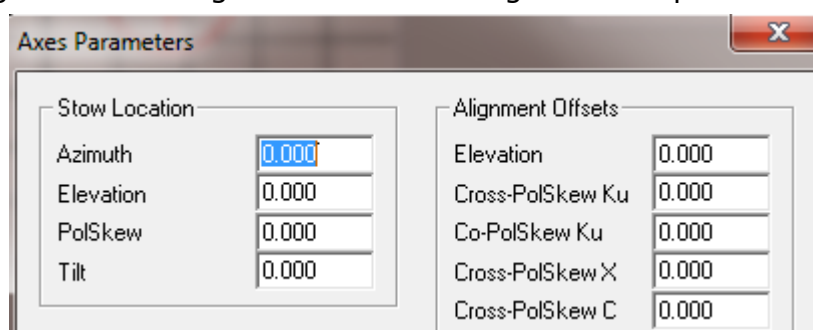 Axes Parameters
Stow Location
Azimuth 0.000
Elevation 0.000
PolSkew 0.000
Tilt 0.000
Alignment Offsets
Elevation 0.000
Cross-PolSkew Ku 0.000
Co-PolSkew Ku 0.000
Cross-PolSkew X 0.000
Cross-PolSkew C 0.000